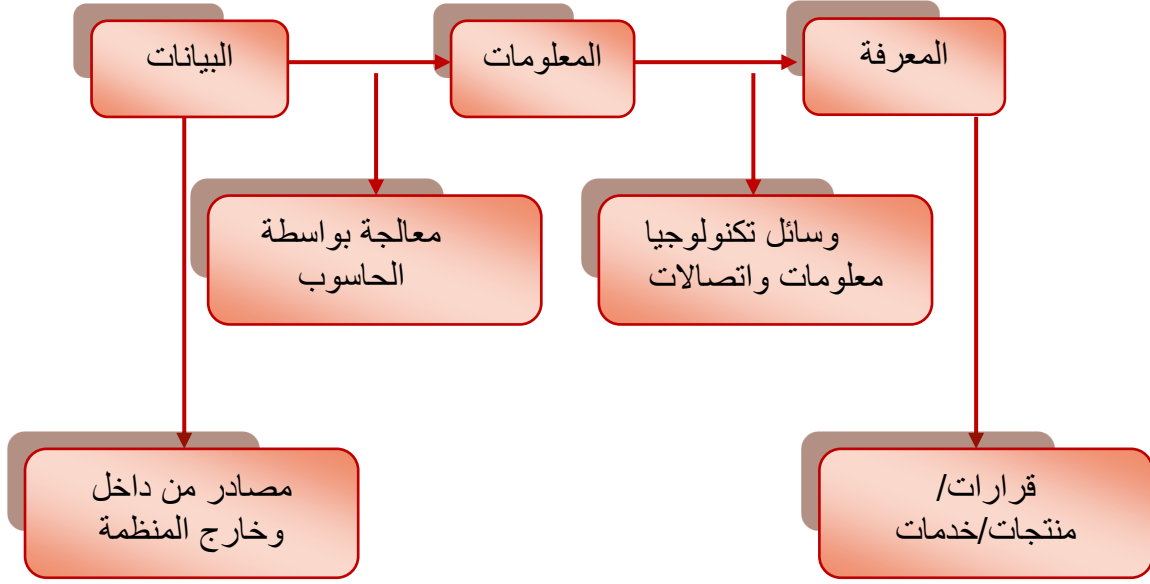 البيانات
المعلومات
المعرفة
معالجة بواسطة
الحاسوب
وسائل تكنولوجيا
معلومات واتصالات
مصادر من داخل
وخارج المنظمة
قرارات/
منتجات/خدمات